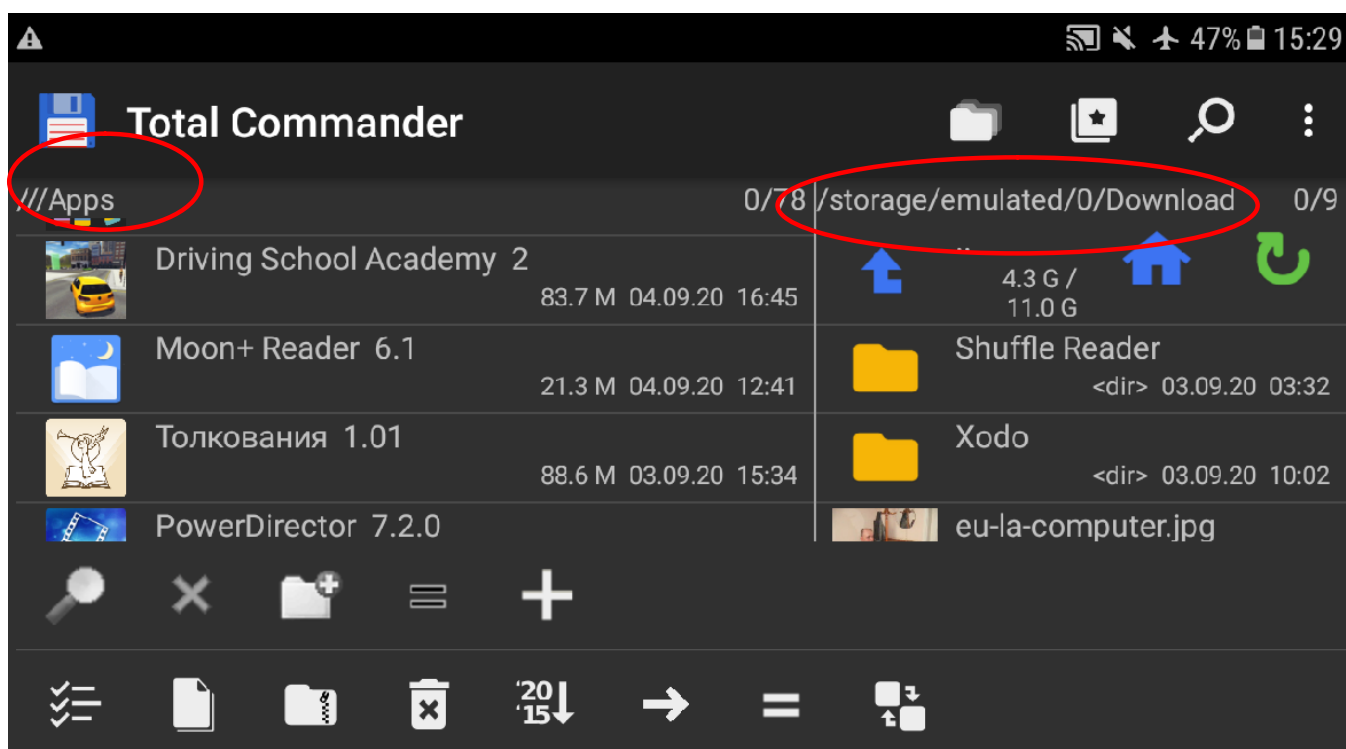 47% 15:29
Total Commander
///Apps 0/78
Driving School Academy 2
83.7 M 04.09.20 16:45
Moon+ Reader 6.1
21.3 M 04.09.20 12:41
Толкования 1.01
88.6 M 03.09.20 15:34
PowerDirector 7.2.0
/storage/emulated/0/Download 0/9
..
4.3 G /
11.0 G
Shuffle Reader
<dir> 03.09.20 03:32
Xodo
<dir> 03.09.20 10:02
eu-la-computer.jpg
'20
'15